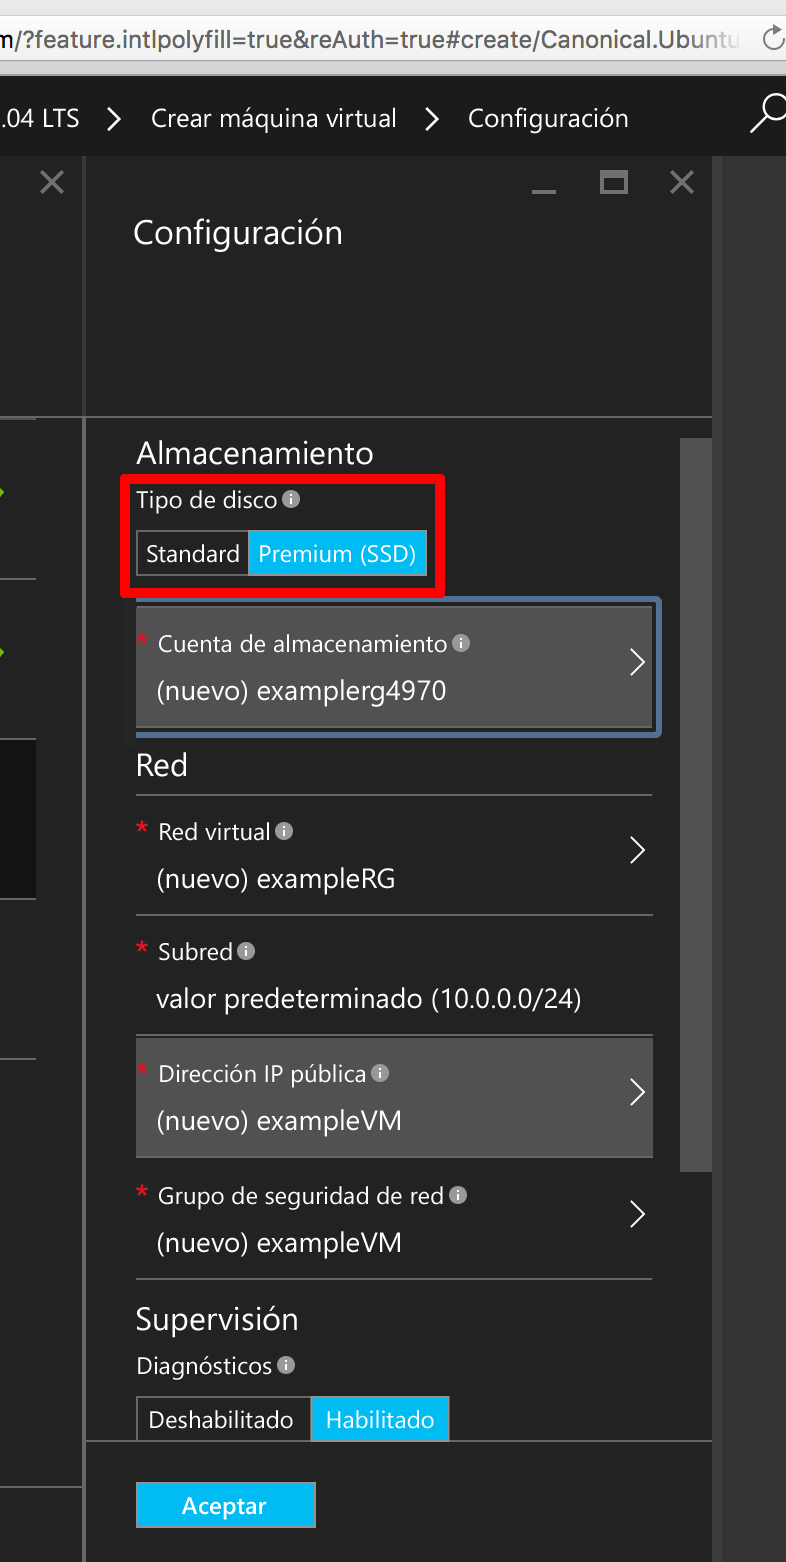 m/?feature.intlpolyfill=true&reAuth=true#create/Canonical.Ubuntu
.04 LTS > Crear máquina virtual > Configuración
Configuración
Almacenamiento
Tipo de disco
Standard Premium (SSD)
* Cuenta de almacenamiento
(nuevo) examplerg4970
Red
* Red virtual
(nuevo) exampleRG
* Subred
valor predeterminado (10.0.0.0/24)
* Dirección IP pública
(nuevo) exampleVM
* Grupo de seguridad de red
(nuevo) exampleVM
Supervisión
Diagnósticos
Deshabilitado Habilitado
Aceptar